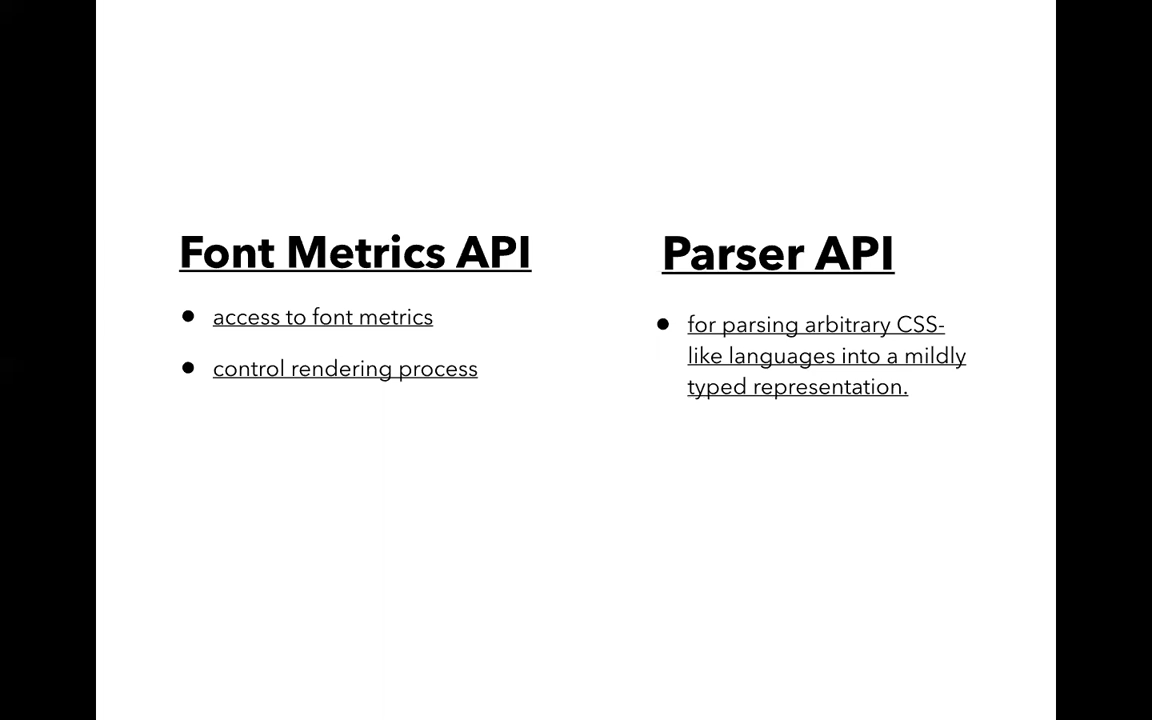 Font Metrics API
• access to font metrics
• control rendering process
Parser API
• for parsing arbitrary CSS-
like languages into a mildly
typed representation.